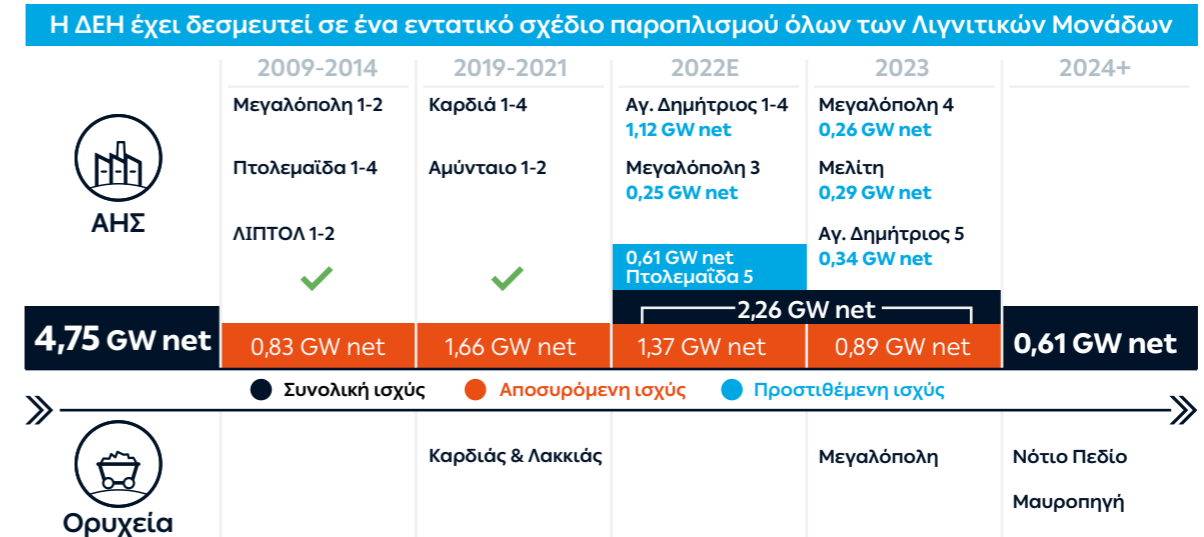 Η ΔΕΗ έχει δεσμευτεί σε ένα εντατικό σχέδιο παροπλισμού όλων των Λιγνιτικών Μονάδων
2009-2014
2019-2021
2022Ε
2023
2024+
ΑΗΣ
Μεγαλόπολη 1-2
Πτολεμαΐδα 1-4
ΛΙΠΤΟΛ 1-2
Καρδιά 1-4
Αμύνταιο 1-2
Αγ. Δημήτριος 1-4
1,12 GW net
Μεγαλόπολη 3
0,25 GW net
0,61 GW net
Πτολεμαΐδα 5
Μεγαλόπολη 4
0,26 GW net
Μελίτη
0,29 GW net
Αγ. Δημήτριος 5
0,34 GW net
2,26 GW net
4,75 GW net
0,83 GW net
1,66 GW net
1,37 GW net
0,89 GW net
0,61 GW net
Συνολική ισχύς
Αποσυρόμενη ισχύς
Προστιθέμενη ισχύς
Ορυχεία
Καρδιάς & Λακκιάς
Μεγαλόπολη
Νότιο Πεδίο
Μαυροπηγή